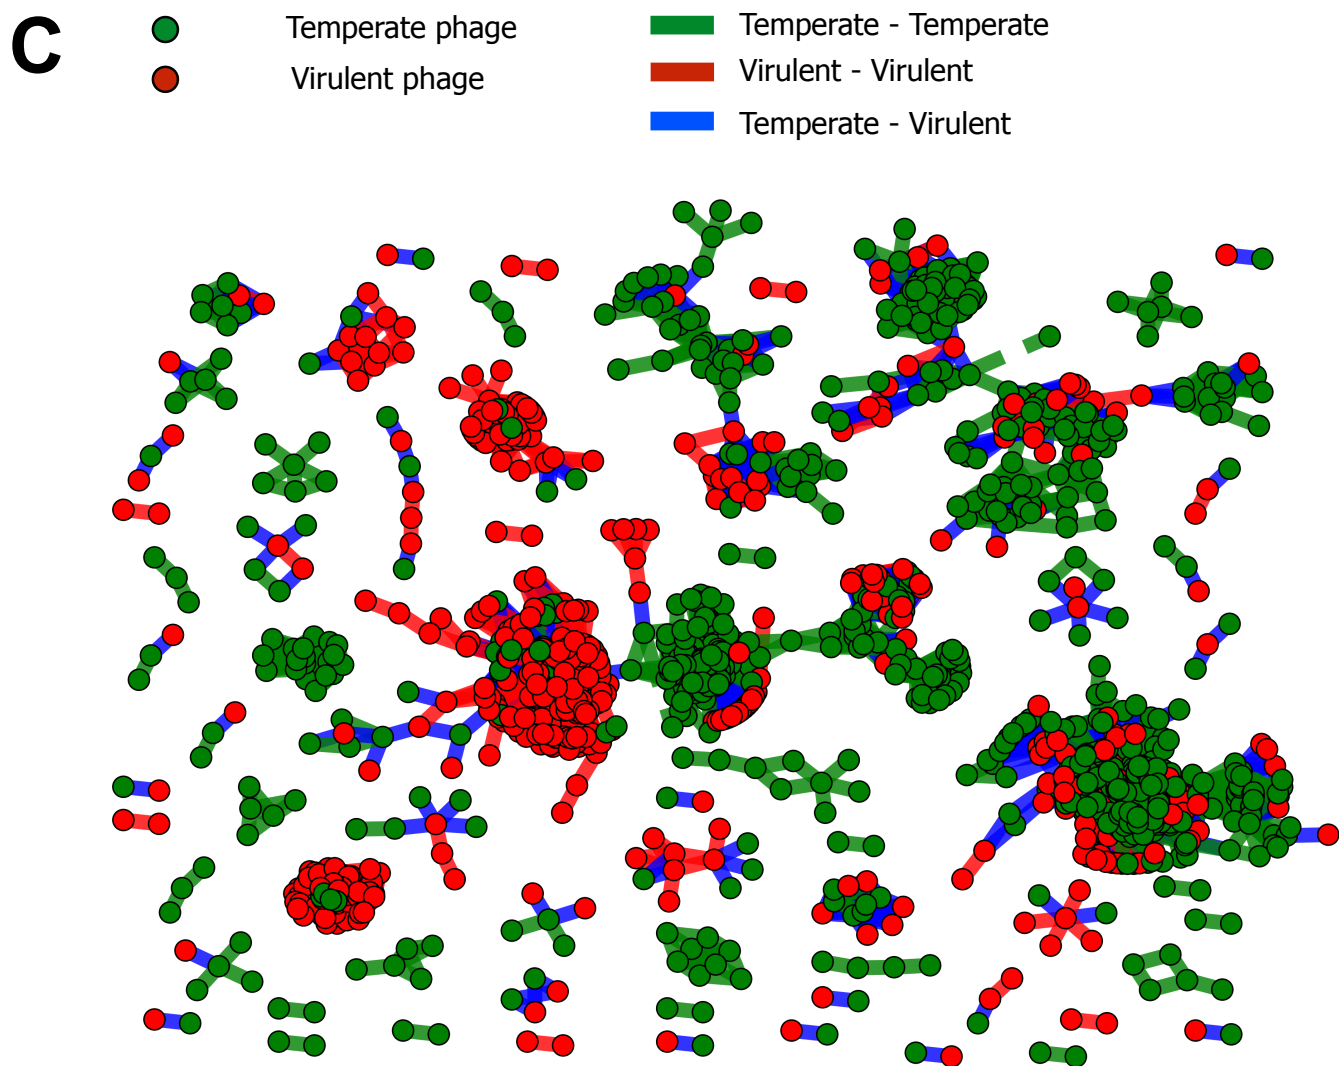 C
Temperate phage
Virulent phage
Temperate - Temperate
Virulent - Virulent
Temperate - Virulent